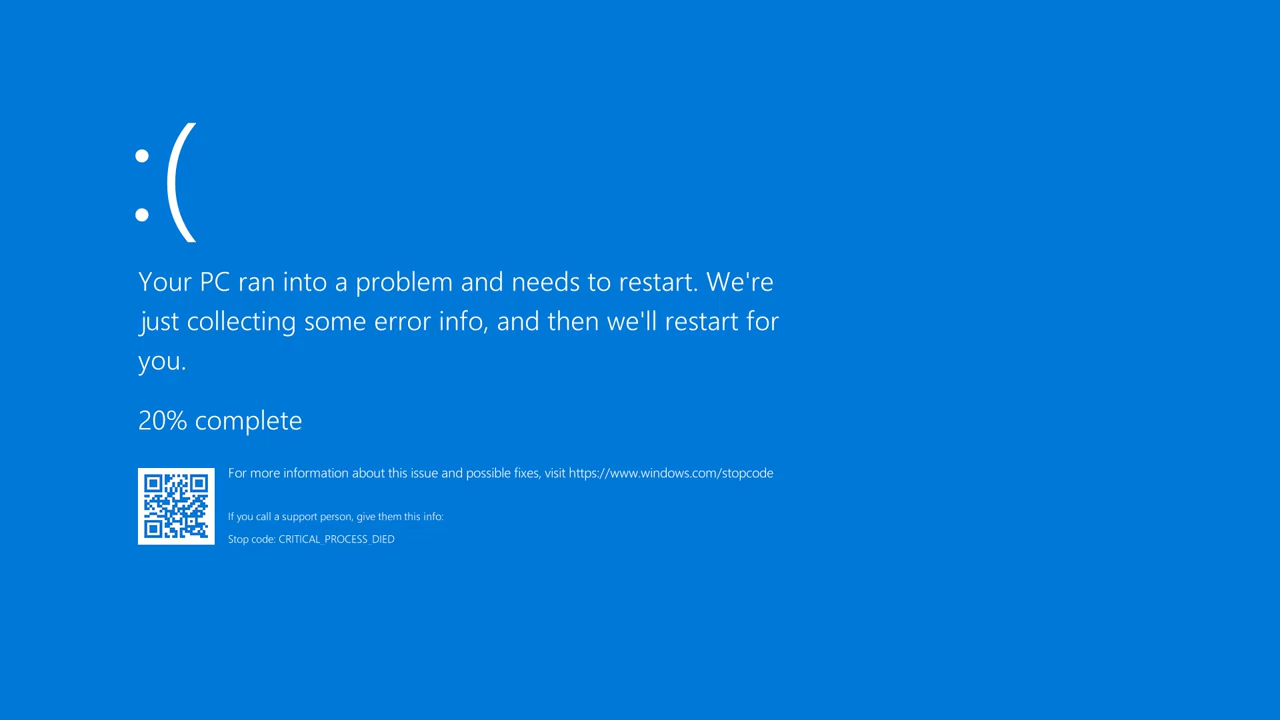 :(
Your PC ran into a problem and needs to restart. We're
just collecting some error info, and then we'll restart for
you.
20% complete
For more information about this issue and possible fixes, visit https://www.windows.com/stopcode
If you call a support person, give them this info:
Stop code: CRITICAL_PROCESS_DIED